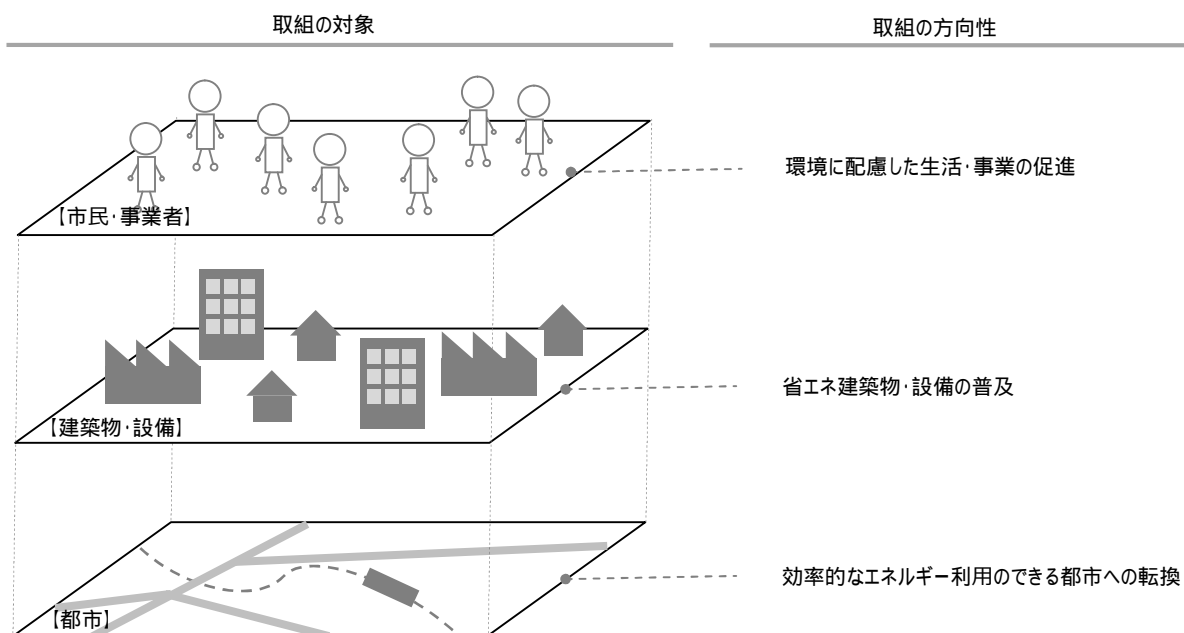 取組の対象
取組の方向性
【市民・事業者】
環境に配慮した生活・事業の促進
【建築物・設備】
省エネ建築物・設備の普及
【都市】
効率的なエネルギー利用のできる都市への転換